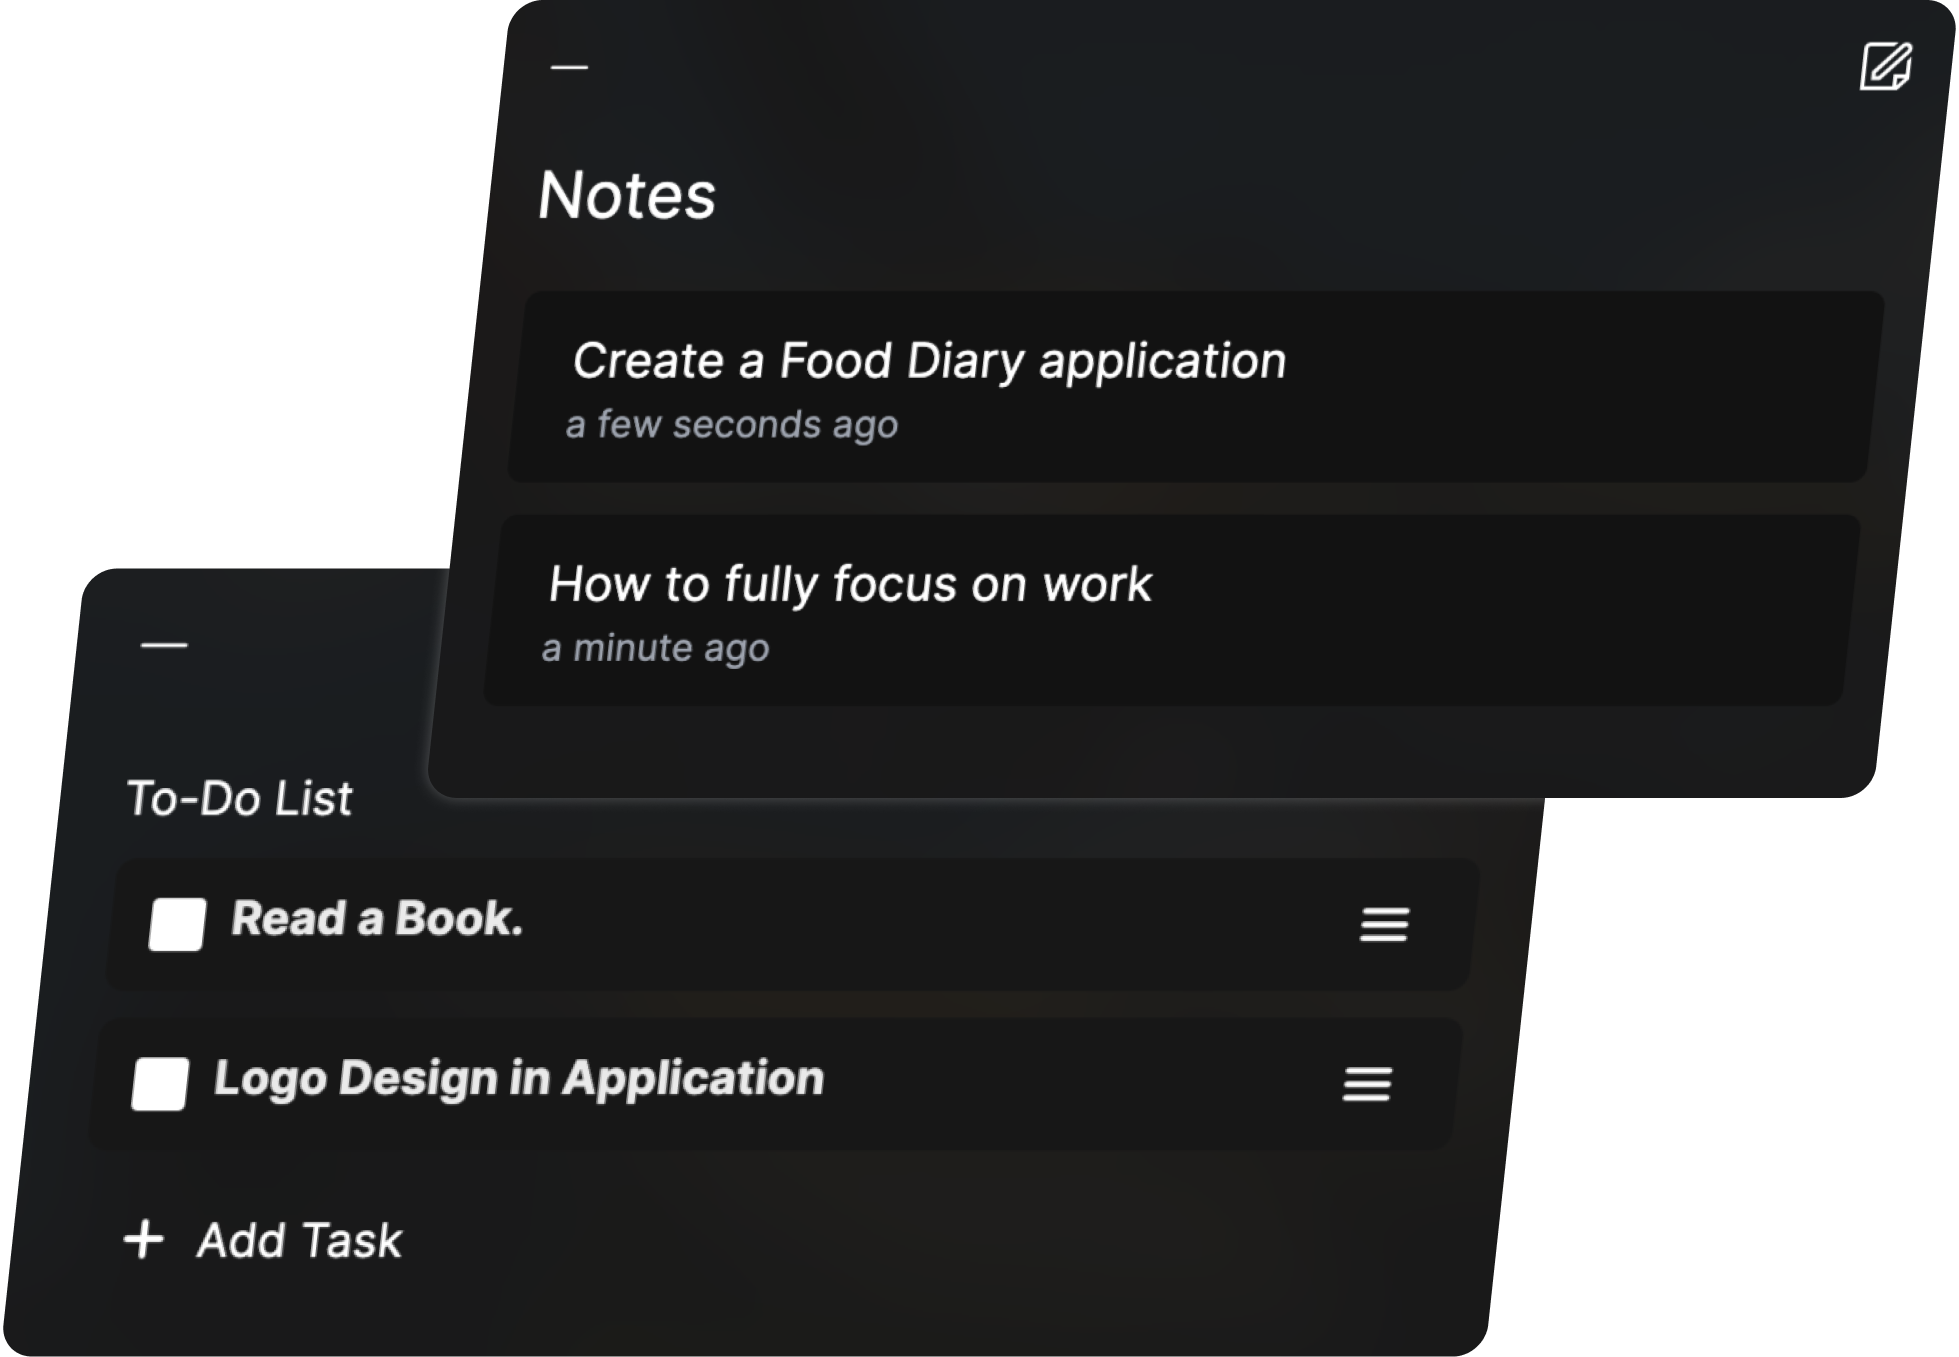 Notes
Create a Food Diary application
a few seconds ago
How to fully focus on work
a minute ago
To-Do List
Read a Book.
Logo Design in Application
Add Task